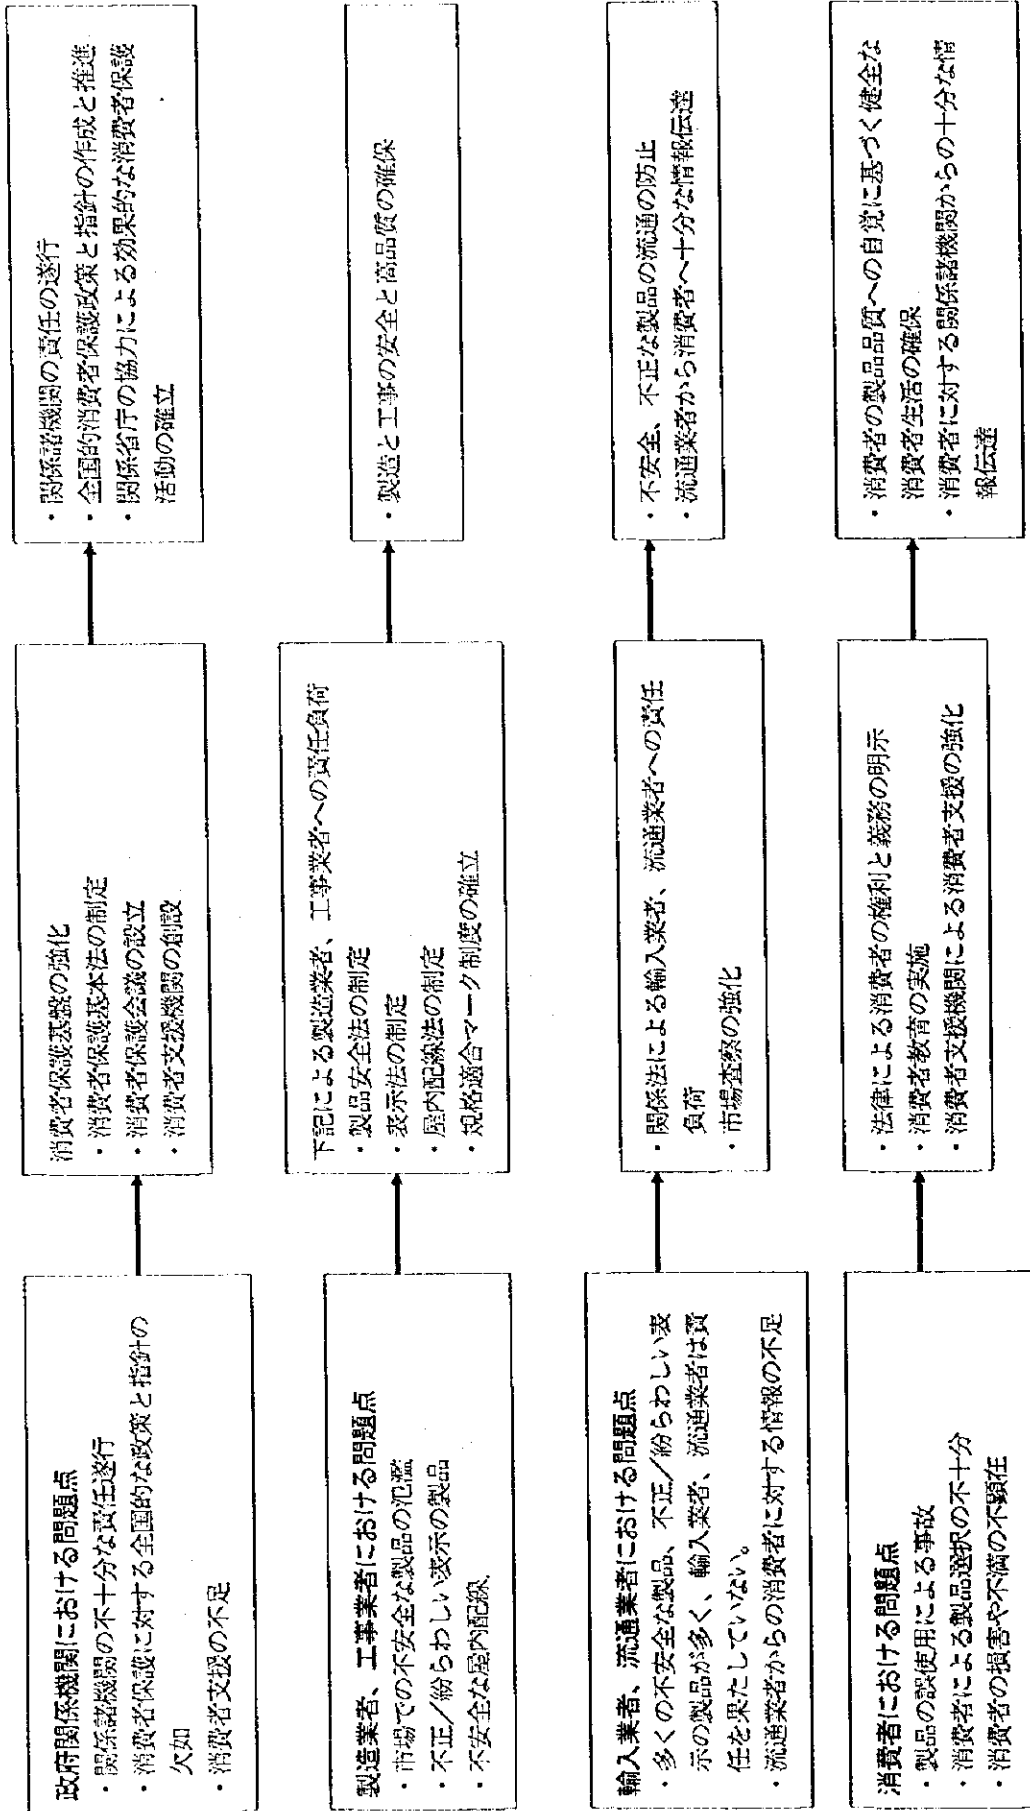 政府関係機関における問題点
・関係諸機関の不十分な責任遂行
・消費者保護に対する全国的な政策と指針の
欠如
・消費者支援の不足
消費者保護基盤の強化
・消費者保護基本法の制定
・消費者保護会議の設立
・消費者支援機関の創設
・関係諸機関の責任の遂行
・全国的消費者保護政策と指針の作成と推進
・関係省庁の協力による効果的な消費者保護
活動の確立
製造業者、工事業者における問題点
・市場での不安全な製品の氾濫
・不正/紛らわしい表示の製品
・不安全な屋内配線
下記による製造業者、工事業者への責任負荷
・製品安全法の制定
・表示法の制定
・屋内配線法の制定
・規格適合マーク制度の確立
・製造と工事の安全と高品質の確保
輸入業者、流通業者における問題点
・多くの不安全な製品、不正/紛らわしい表
示の製品が多く、輸入業者、流通業者は責
任を果たしていない。
・流通業者からの消費者に対する情報の不足
・関係法による輸入業者、流通業者への責任
負荷
・市場査察の強化
・不安全、不正な製品の流通の防止
・流通業者から消費者へ十分な情報伝達
消費者における問題点
・製品の誤使用による事故
・消費者による製品選択の不十分
・消費者の損害や不満の不顕在
・法律による消費者の権利と義務の明示
・消費者教育の実施
・消費者支援機関による消費者支援の強化
・消費者の製品品質への自覚に基づく健全な
消費者生活の確保
・消費者に対する関係諸機関からの十分な情
報伝達